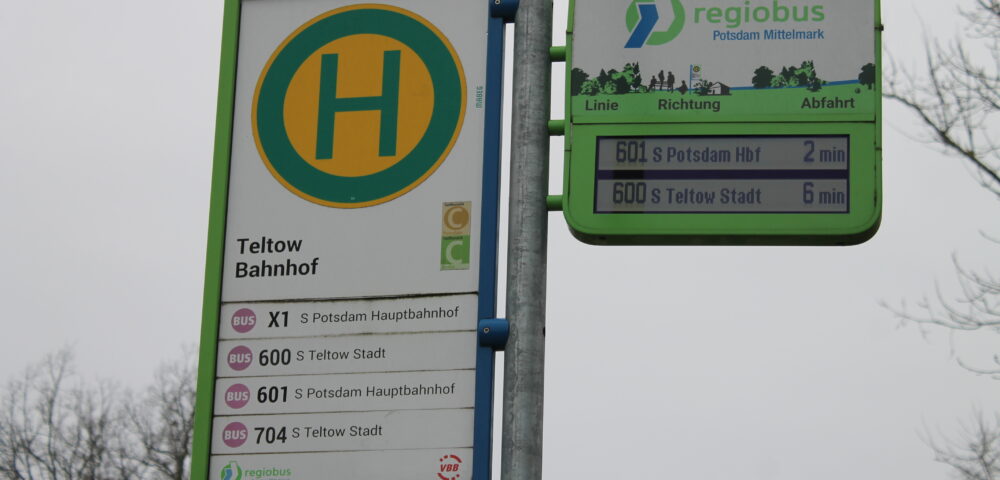 H
MABEG
C
C
Teltow
Bahnhof
BUS X1 S Potsdam Hauptbahnhof
BUS 600 S Teltow Stadt
BUS 601 S Potsdam Hauptbahnhof
BUS 704 S Teltow Stadt
regiobus
VBB
regiobus
Potsdam Mittelmark
Linie Richtung Abfahrt
601 S Potsdam Hbf 2 min
600 S Teltow Stadt 6 min